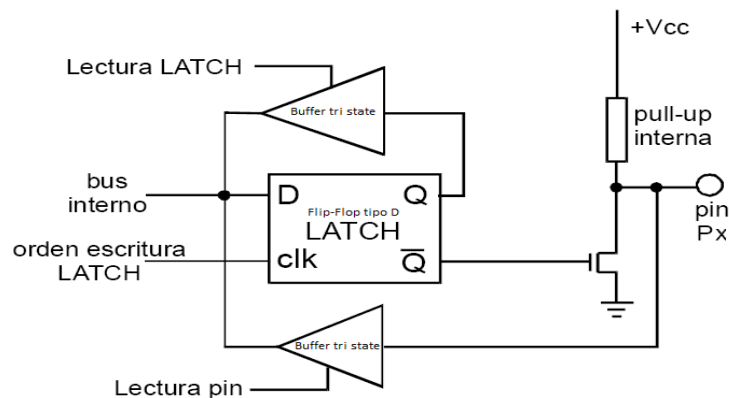 +Vcc
Lectura LATCH
Buffer tri state
pull-up
interna
bus
interno
D
Q
Flip-Flop tipo D
LATCH
pin
Px
orden escritura
LATCH
clk
Q̅
Buffer tri state
Lectura pin